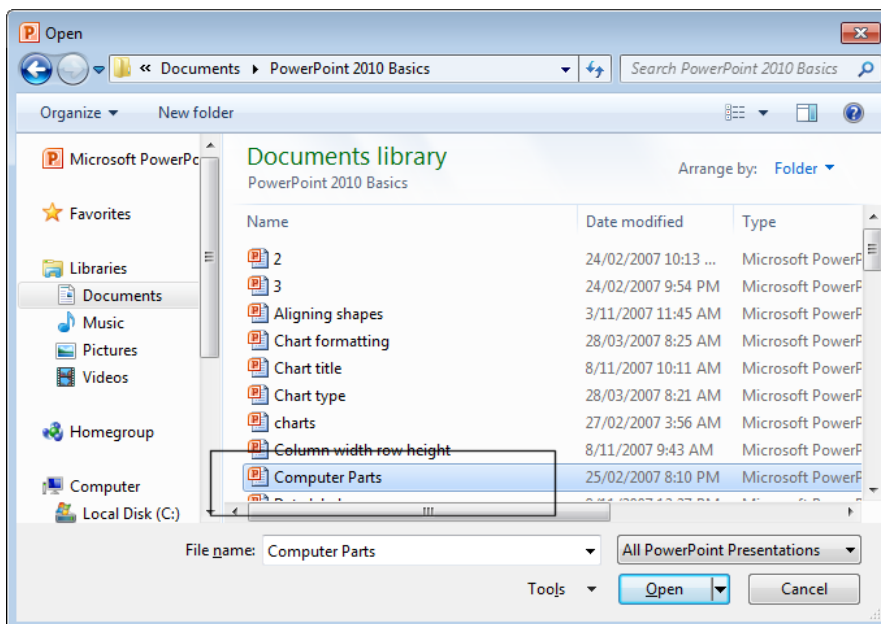 Open
« Documents ▸ PowerPoint 2010 Basics
Search PowerPoint 2010 Basics
Organize
New folder
Microsoft PowerPc
Favorites
Libraries
Documents
Music
Pictures
Videos
Homegroup
Computer
Local Disk (C:)
Documents library
PowerPoint 2010 Basics
Arrange by: Folder
Name Date modified Type
2 24/02/2007 10:13 ... Microsoft PowerP
3 24/02/2007 9:54 PM Microsoft PowerP
Aligning shapes 3/11/2007 11:45 AM Microsoft PowerP
Chart formatting 28/03/2007 8:25 AM Microsoft PowerP
Chart title 8/11/2007 10:11 AM Microsoft PowerP
Chart type 28/03/2007 8:21 AM Microsoft PowerP
charts 27/02/2007 3:56 AM Microsoft PowerP
Column width row height 8/11/2007 9:43 AM Microsoft PowerP
Computer Parts 25/02/2007 8:10 PM Microsoft PowerP
File name: Computer Parts
All PowerPoint Presentations
Tools
Open
Cancel